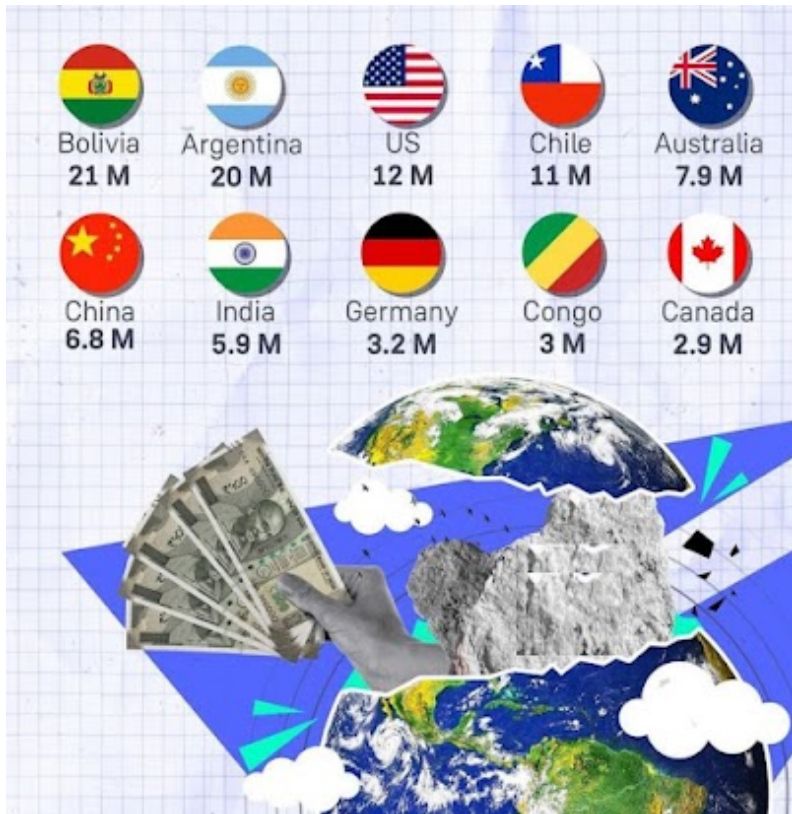 Bolivia Argentina US Chile Australia
21 M 20 M 12 M 11 M 7.9 M
China India Germany Congo Canada
6.8 M 5.9 M 3.2 M 3 M 2.9 M